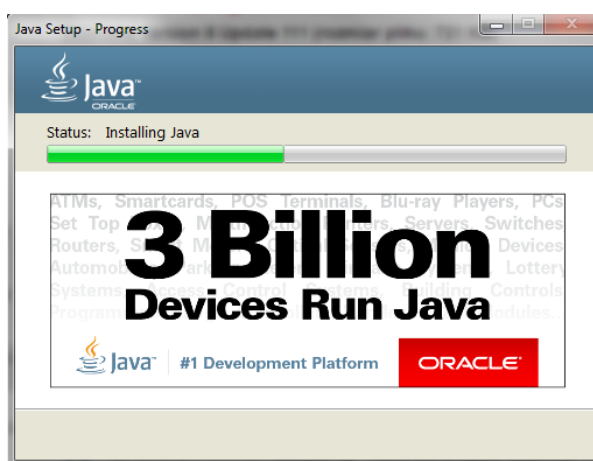 Java Setup - Progress
Java
ORACLE
Status: Installing Java
ATMs, Smartcards, POS Terminals, Blu-ray Players, PCs
Set Top Servers, Switches
Routers, Devices
Lottery
Systems, Access Control Systems, Building Controls
3 Billion
Devices Run Java
Java #1 Development Platform ORACLE